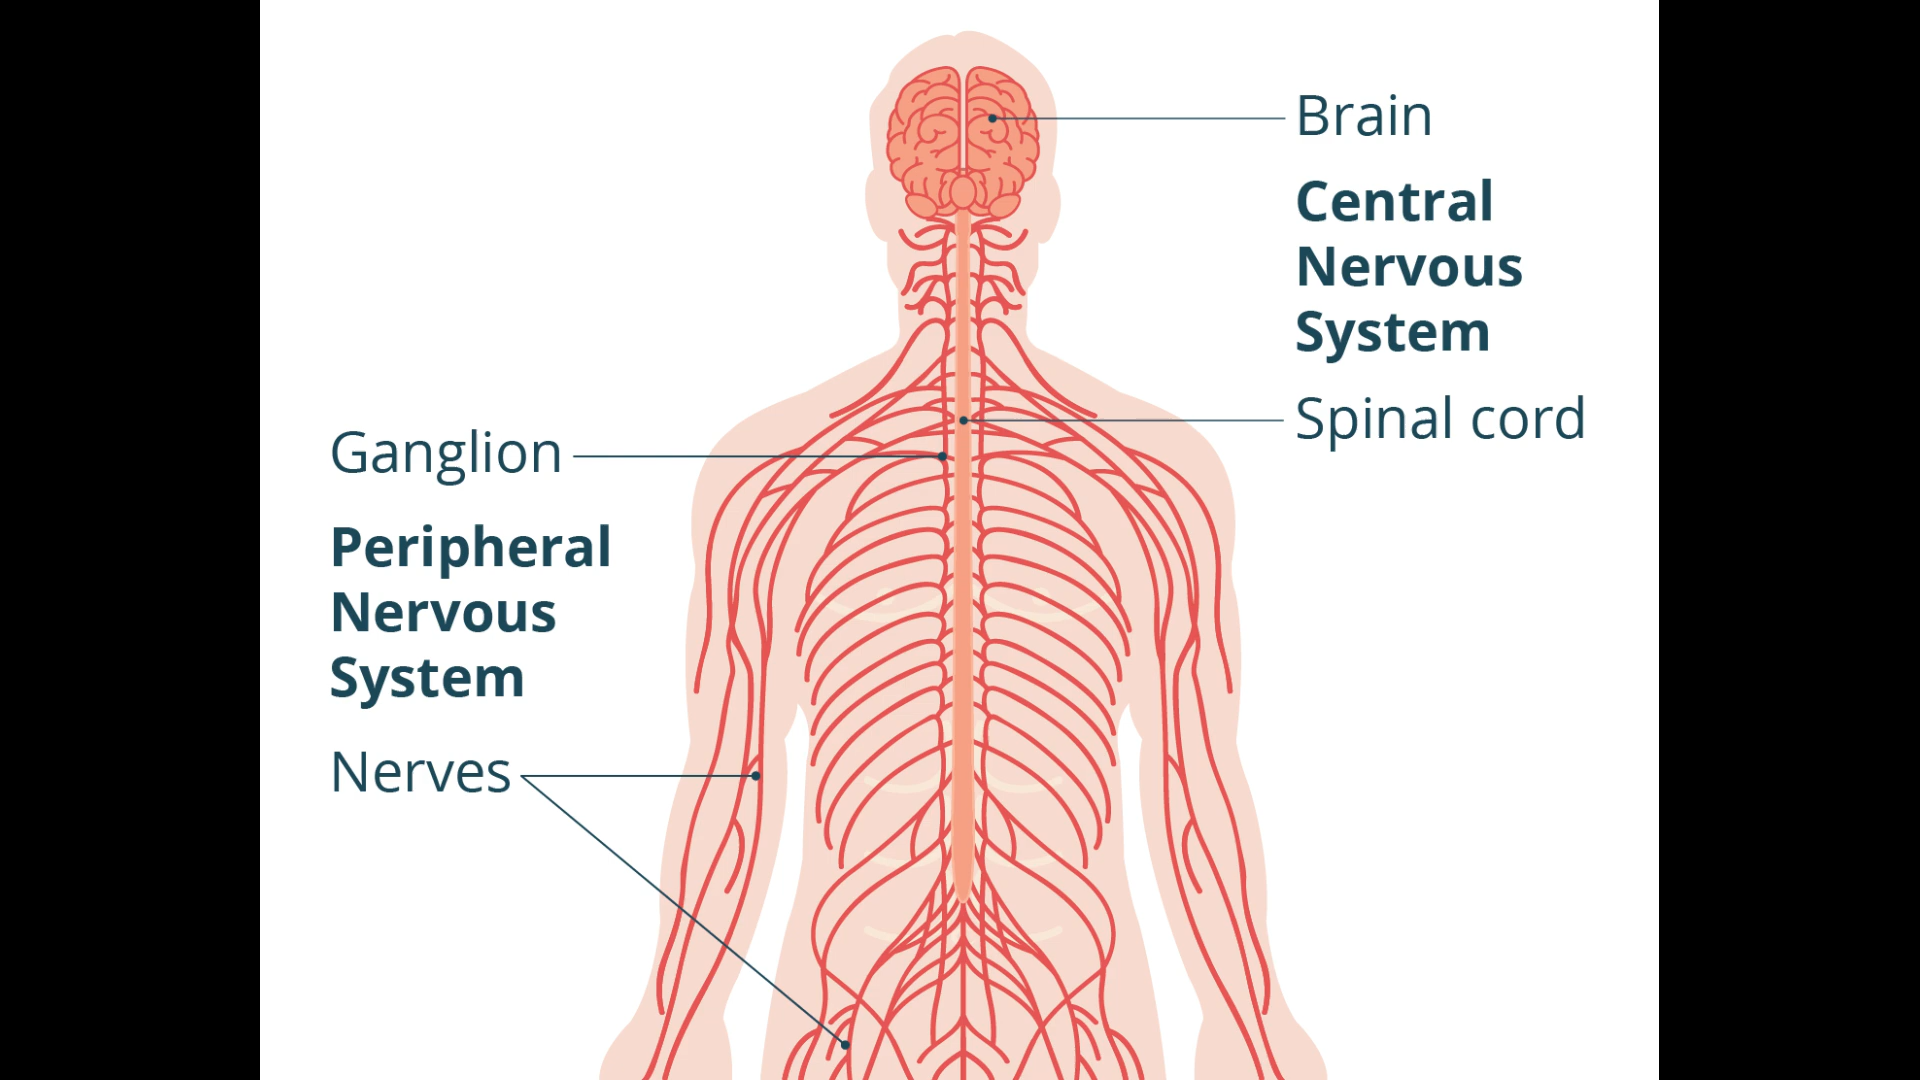 Brain
Central
Nervous
System
Spinal cord
Ganglion
Peripheral
Nervous
System
Nerves